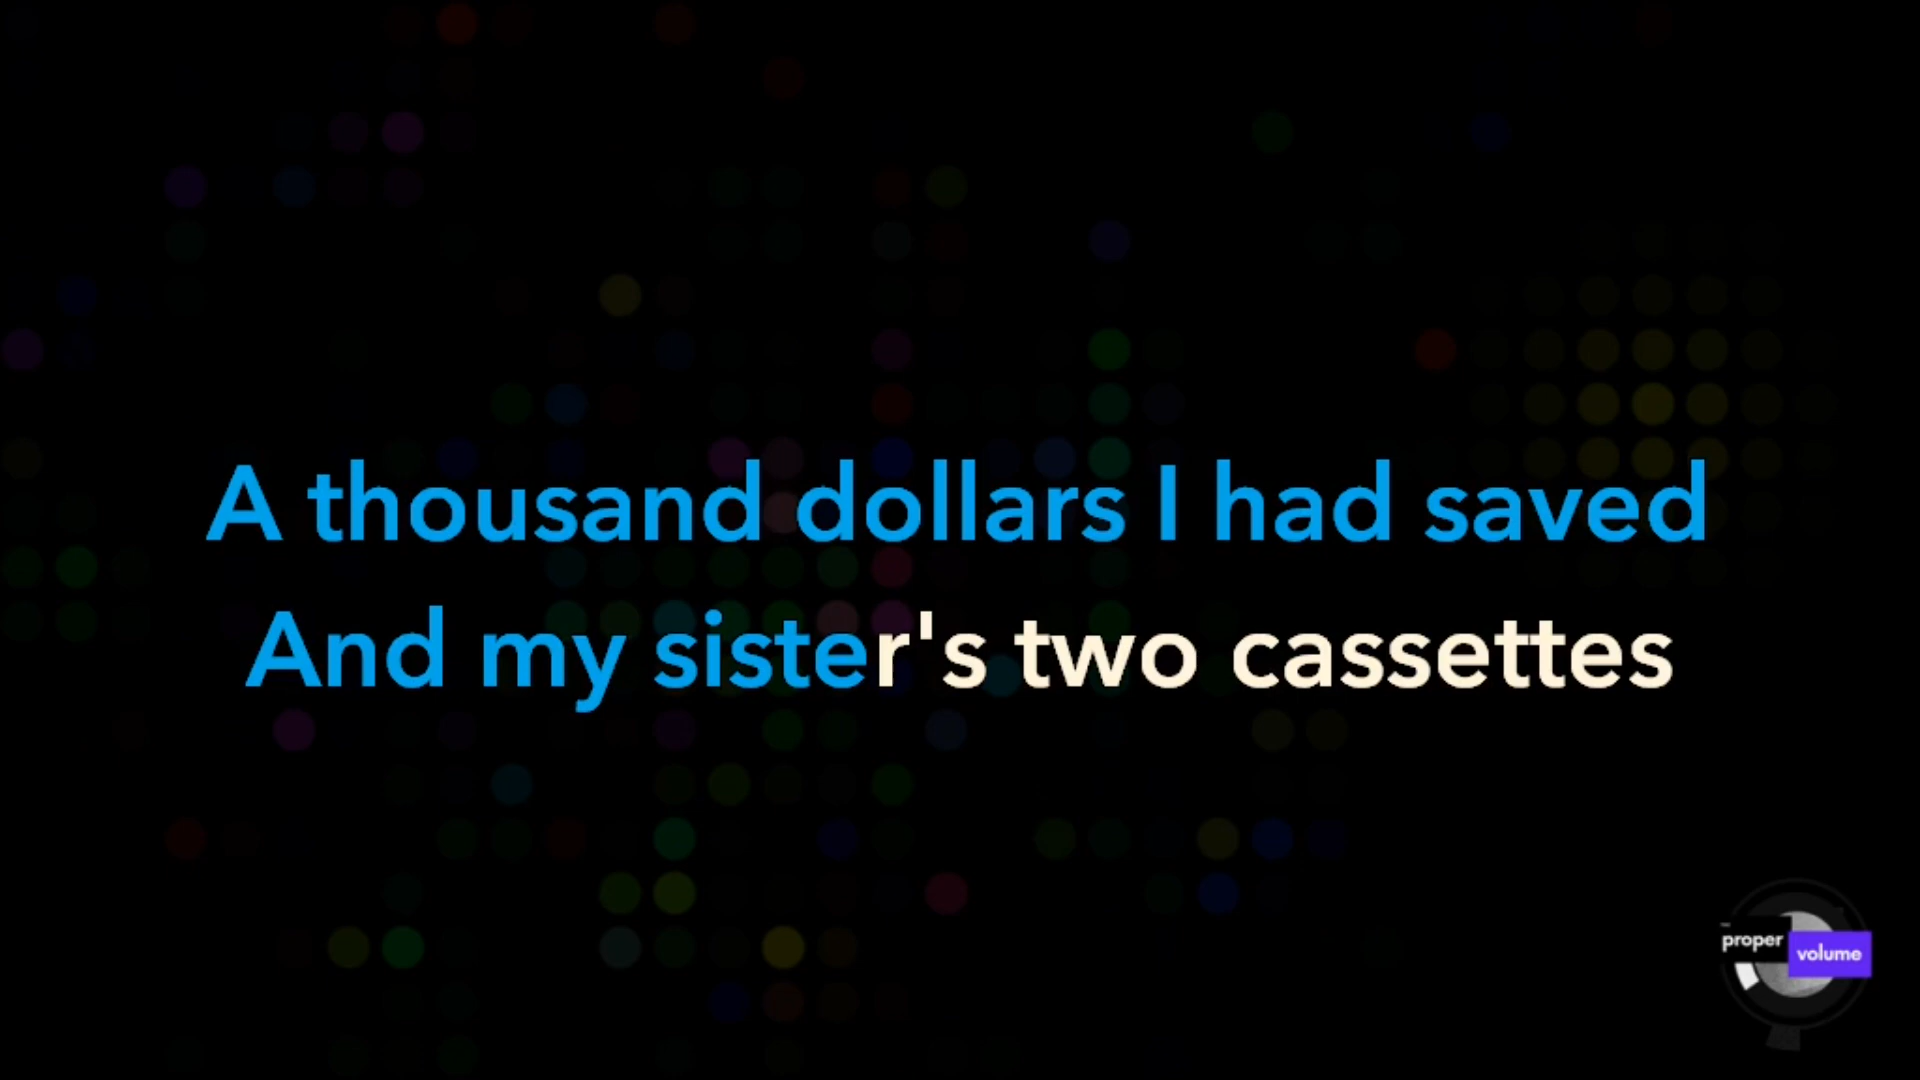 A thousand dollars I had saved
And my sister's two cassettes
proper
volume